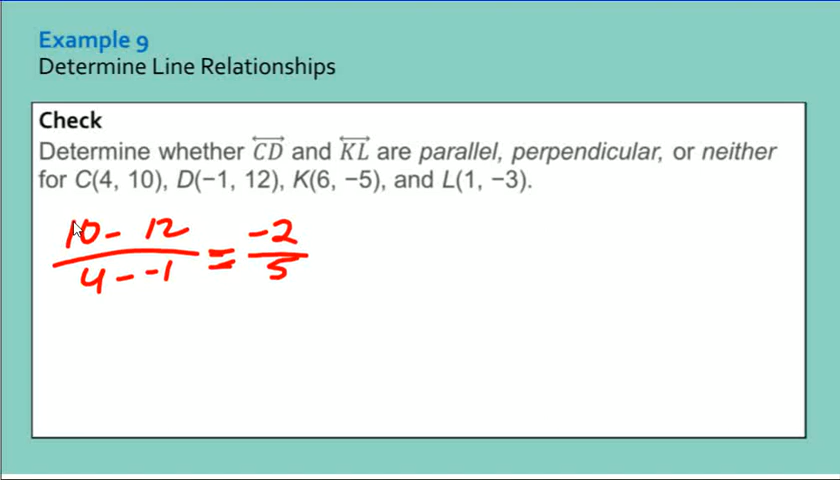 Example 9
Determine Line Relationships
Check
Determine whether CD and KL are parallel, perpendicular, or neither
for C(4, 10), D(−1, 12), K(6, −5), and L(1, −3).
10 - 12
4 - -1
=
-2
5